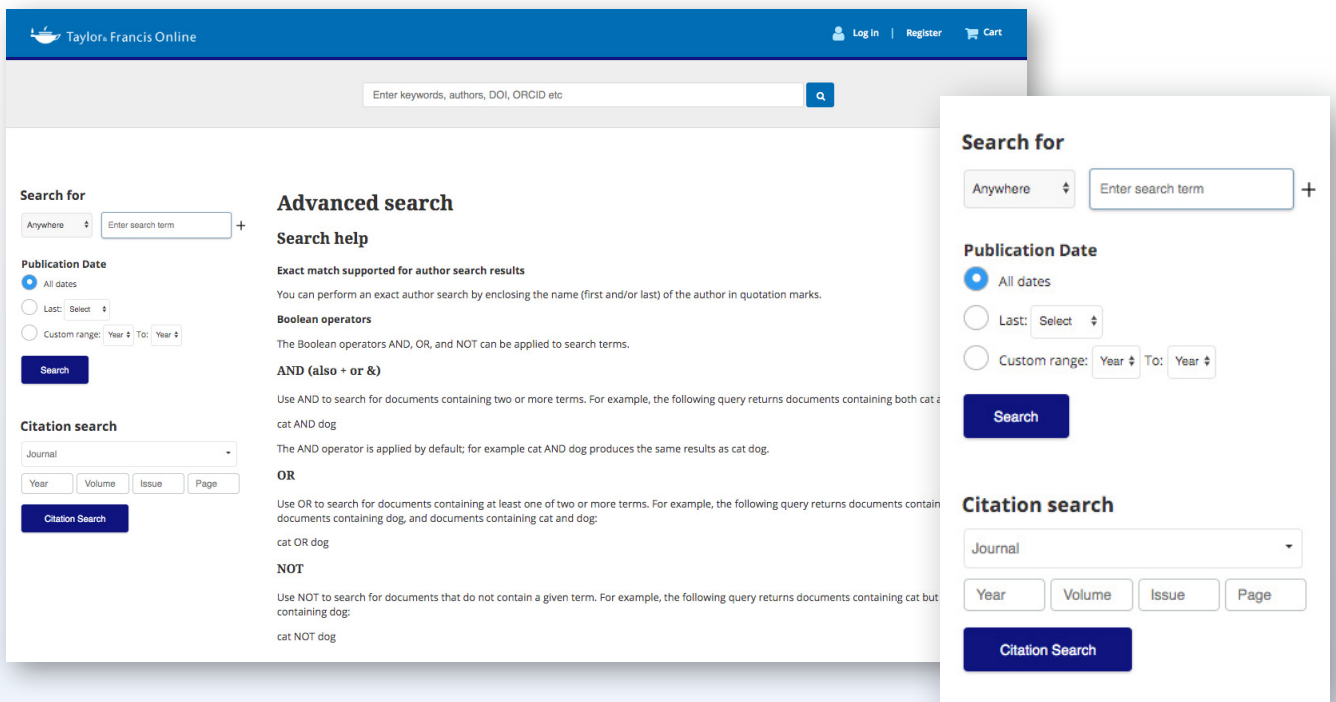 Taylor & Francis Online
Log in | Register Cart
Enter keywords, authors, DOI, ORCID etc
Search for
Anywhere Enter search term +
Publication Date
All dates
Last: Select
Custom range: Year To: Year
Search
Citation search
Journal
Year Volume Issue Page
Citation Search
Advanced search
Search help
Exact match supported for author search results
You can perform an exact author search by enclosing the name (first and/or last) of the author in quotation marks.
Boolean operators
The Boolean operators AND, OR, and NOT can be applied to search terms.
AND (also + or &)
Use AND to search for documents containing two or more terms. For example, the following query returns documents containing both cat
cat AND dog
The AND operator is applied by default; for example cat AND dog produces the same results as cat dog.
OR
Use OR to search for documents containing at least one of two or more terms. For example, the following query returns documents
documents containing dog, and documents containing cat and dog:
cat OR dog
NOT
Use NOT to search for documents that do not contain a given term. For example, the following query returns documents containing cat but
containing dog:
cat NOT dog
Search for
Anywhere Enter search term +
Publication Date
All dates
Last: Select
Custom range: Year To: Year
Search
Citation search
Journal
Year Volume Issue Page
Citation Search